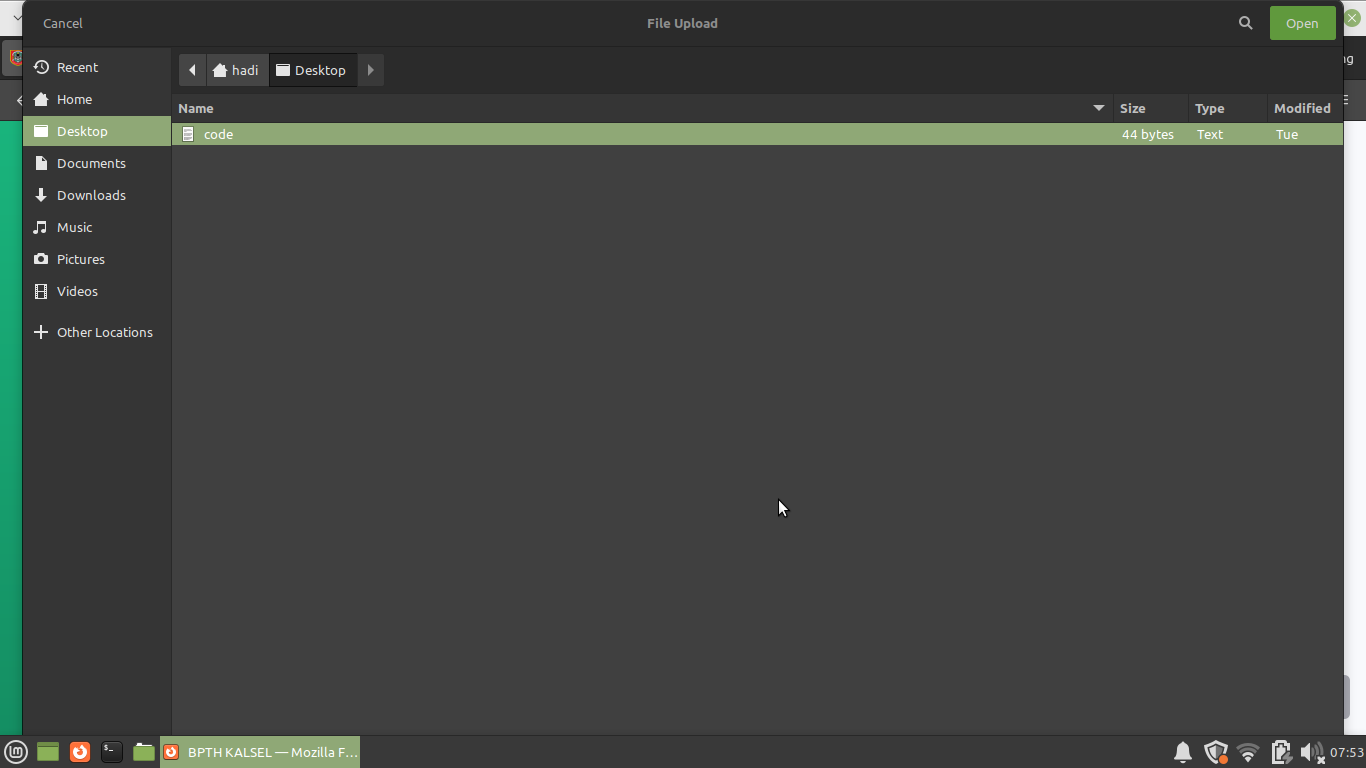 Cancel
File Upload
Open
Recent
Home
Desktop
Documents
Downloads
Music
Pictures
Videos
Other Locations
hadi
Desktop
Name
Size
Type
Modified
code
44 bytes
Text
Tue
ng
BPTH KALSEL — Mozilla F...
07:53